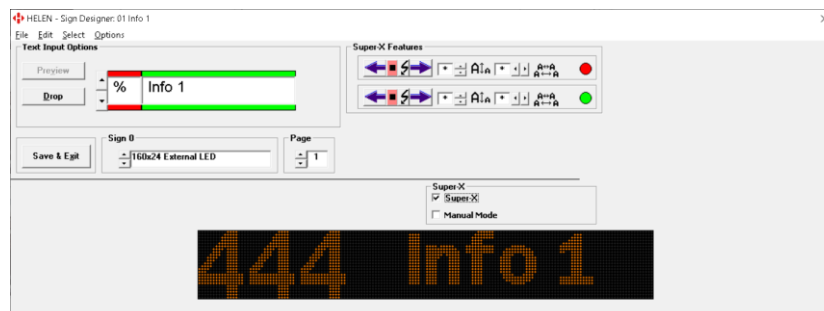 HELEN - Sign Designer: 01 Info 1
File Edit Select Options
Text Input Options
Preview
Drop
% Info 1
Super-X Features
A A A↔A A↔A
A A A↔A A↔A
Save & Exit
Sign 0
160x24 External LED
Page
1
Super-X
Super-X
Manual Mode
444 Info 1